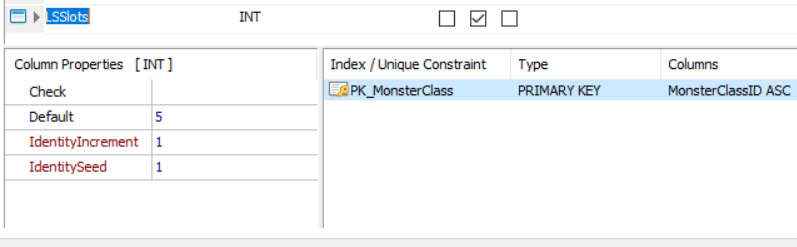 LSSlots INT
Column Properties [ INT ] Index / Unique Constraint Type Columns
Check PK_MonsterClass PRIMARY KEY MonsterClassID ASC
Default 5
IdentityIncrement 1
IdentitySeed 1